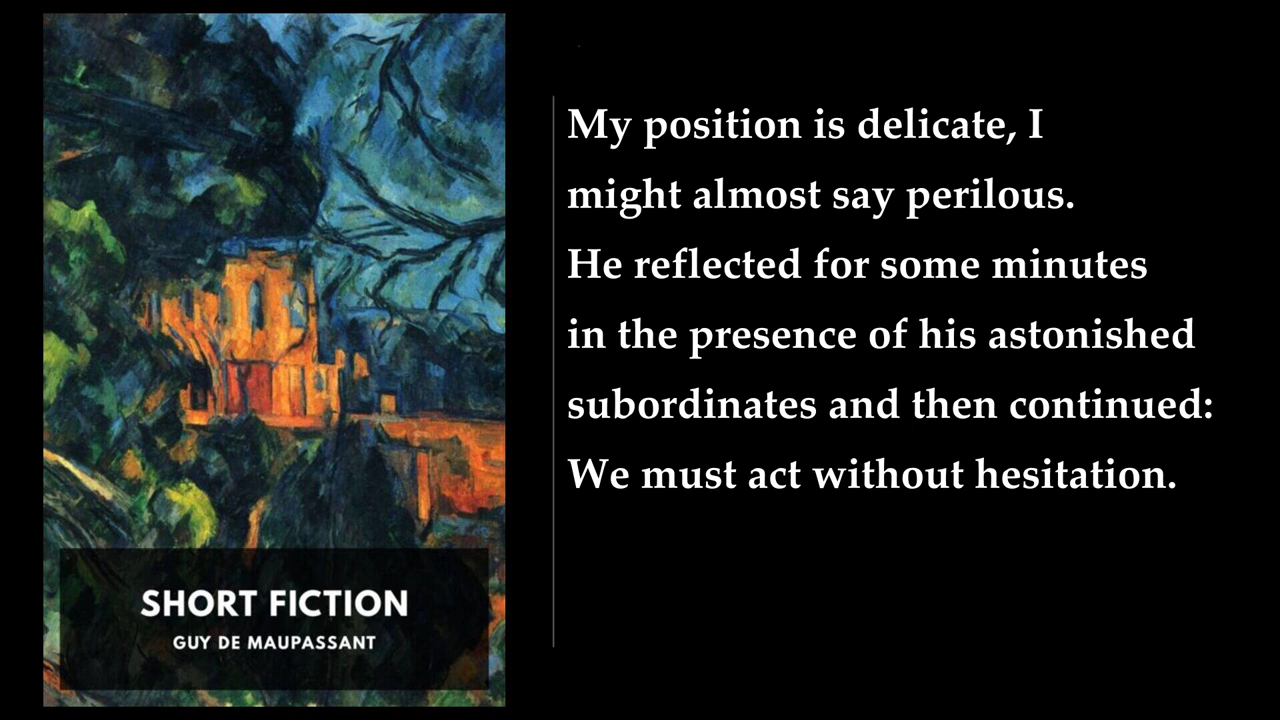 My position is delicate, I
might almost say perilous.
He reflected for some minutes
in the presence of his astonished
subordinates and then continued:
We must act without hesitation.
SHORT FICTION
GUY DE MAUPASSANT